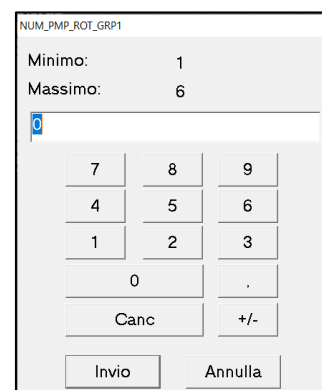 NUM_PMP_ROT_GRP1
Minimo: 1
Massimo: 6
0
7 8 9
4 5 6
1 2 3
0 ,
Canc +/-
Invio Annulla